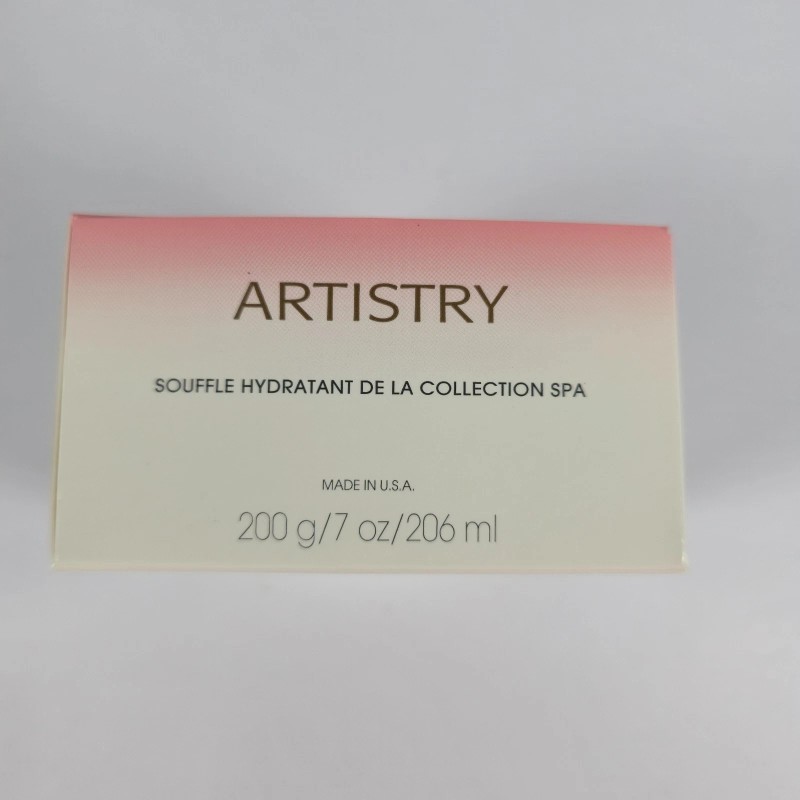 ARTISTRY
SOUFFLE HYDRATANT DE LA COLLECTION SPA
MADE IN U.S.A.
200 g/7 oz/206 ml